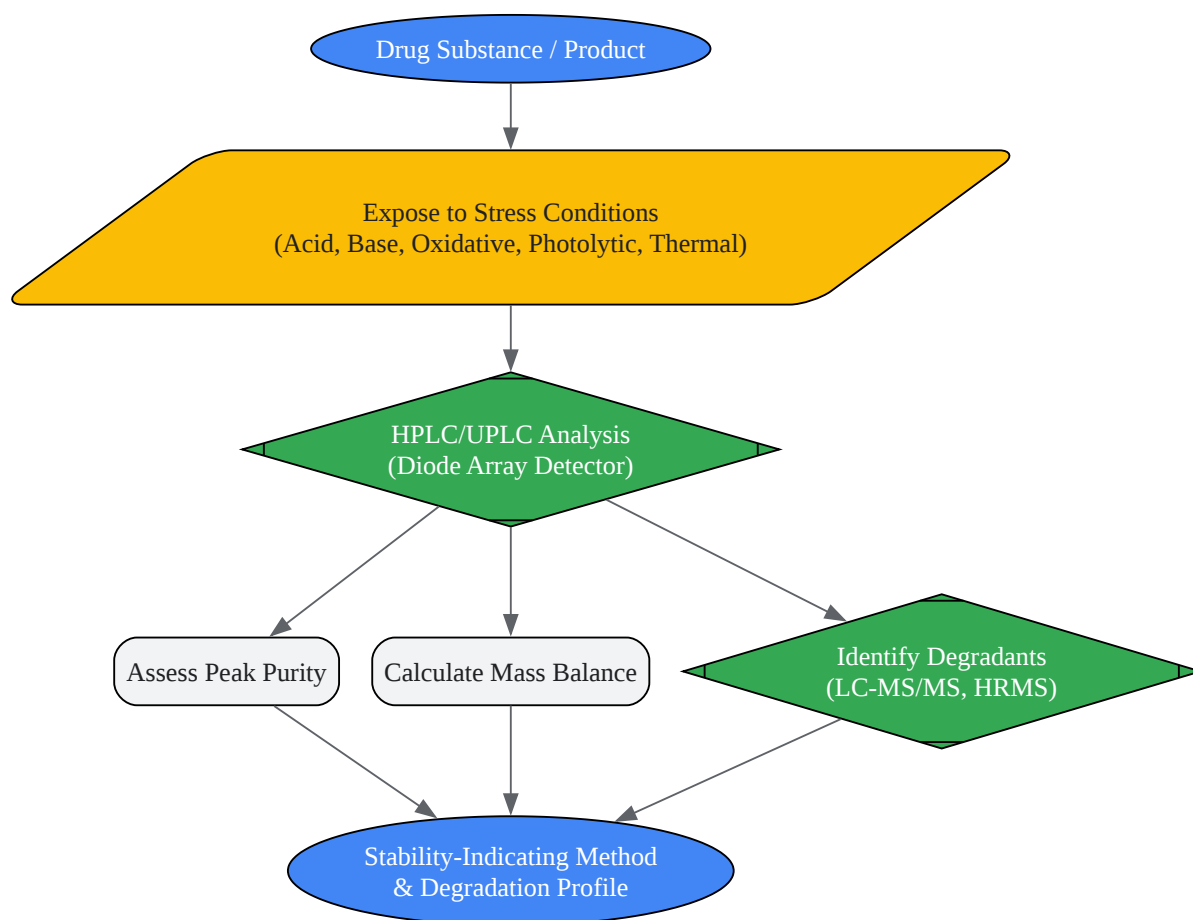 Drug Substance / Product
Expose to Stress Conditions
(Acid, Base, Oxidative, Photolytic, Thermal)
HPLC/UPLC Analysis
(Diode Array Detector)
Assess Peak Purity
Calculate Mass Balance
Identify Degradants
(LC-MS/MS, HRMS)
Stability-Indicating Method
& Degradation Profile